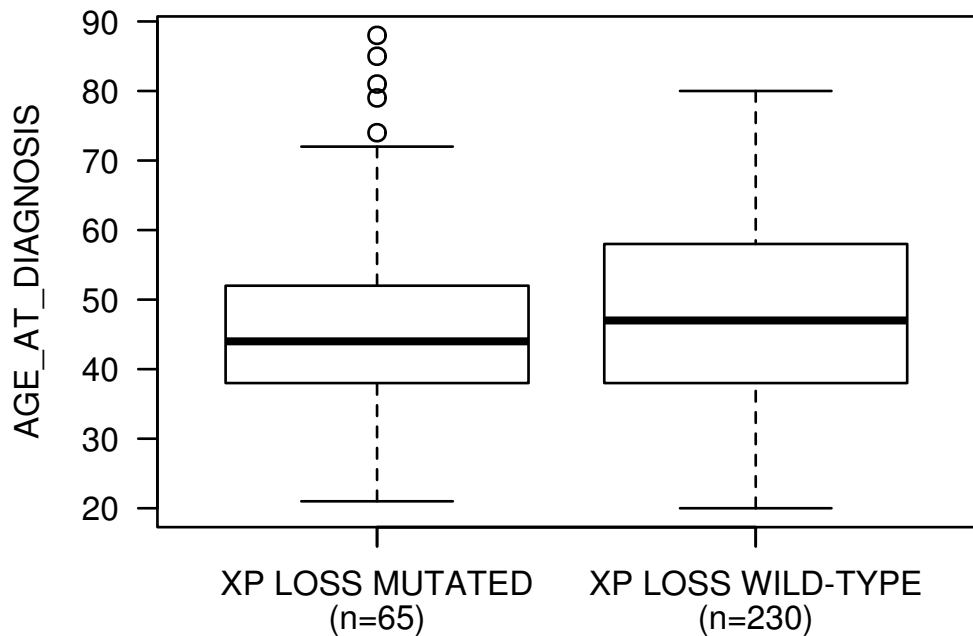 AGE_AT_DIAGNOSIS
90
80
70
60
50
40
30
20
XP LOSS MUTATED
(n=65)
XP LOSS WILD-TYPE
(n=230)